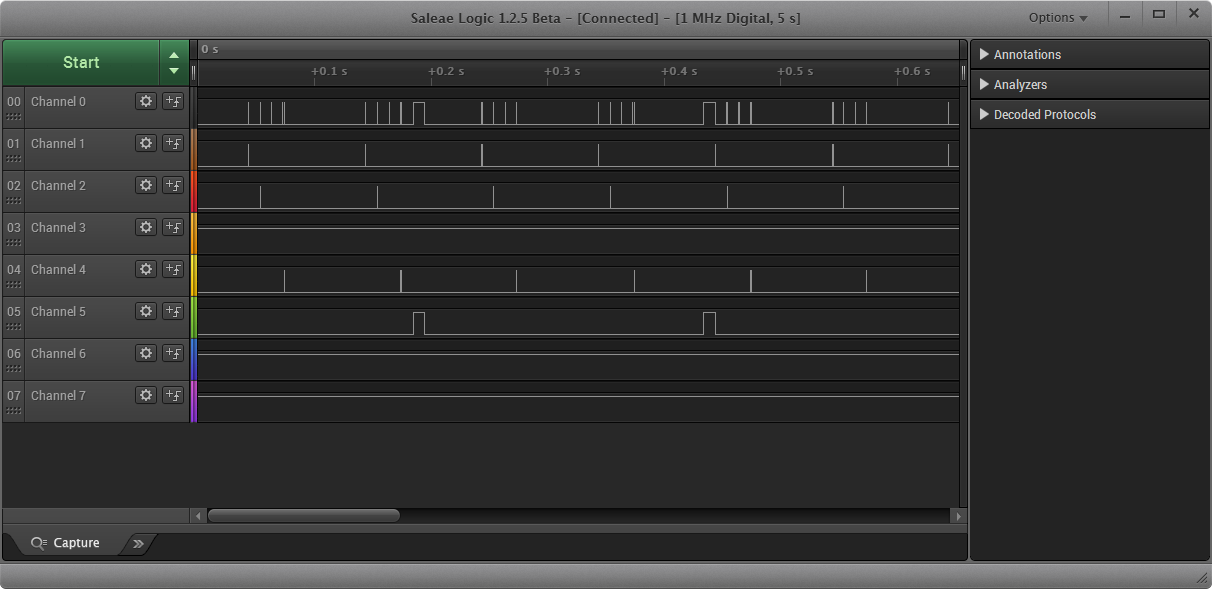 Saleae Logic 1.2.5 Beta - [Connected] - [1 MHz Digital, 5 s]
Options
Start
0 s
+0.1 s +0.2 s +0.3 s +0.4 s +0.5 s +0.6 s
Annotations
Analyzers
Decoded Protocols
00 Channel 0
01 Channel 1
02 Channel 2
03 Channel 3
04 Channel 4
05 Channel 5
06 Channel 6
07 Channel 7
Capture